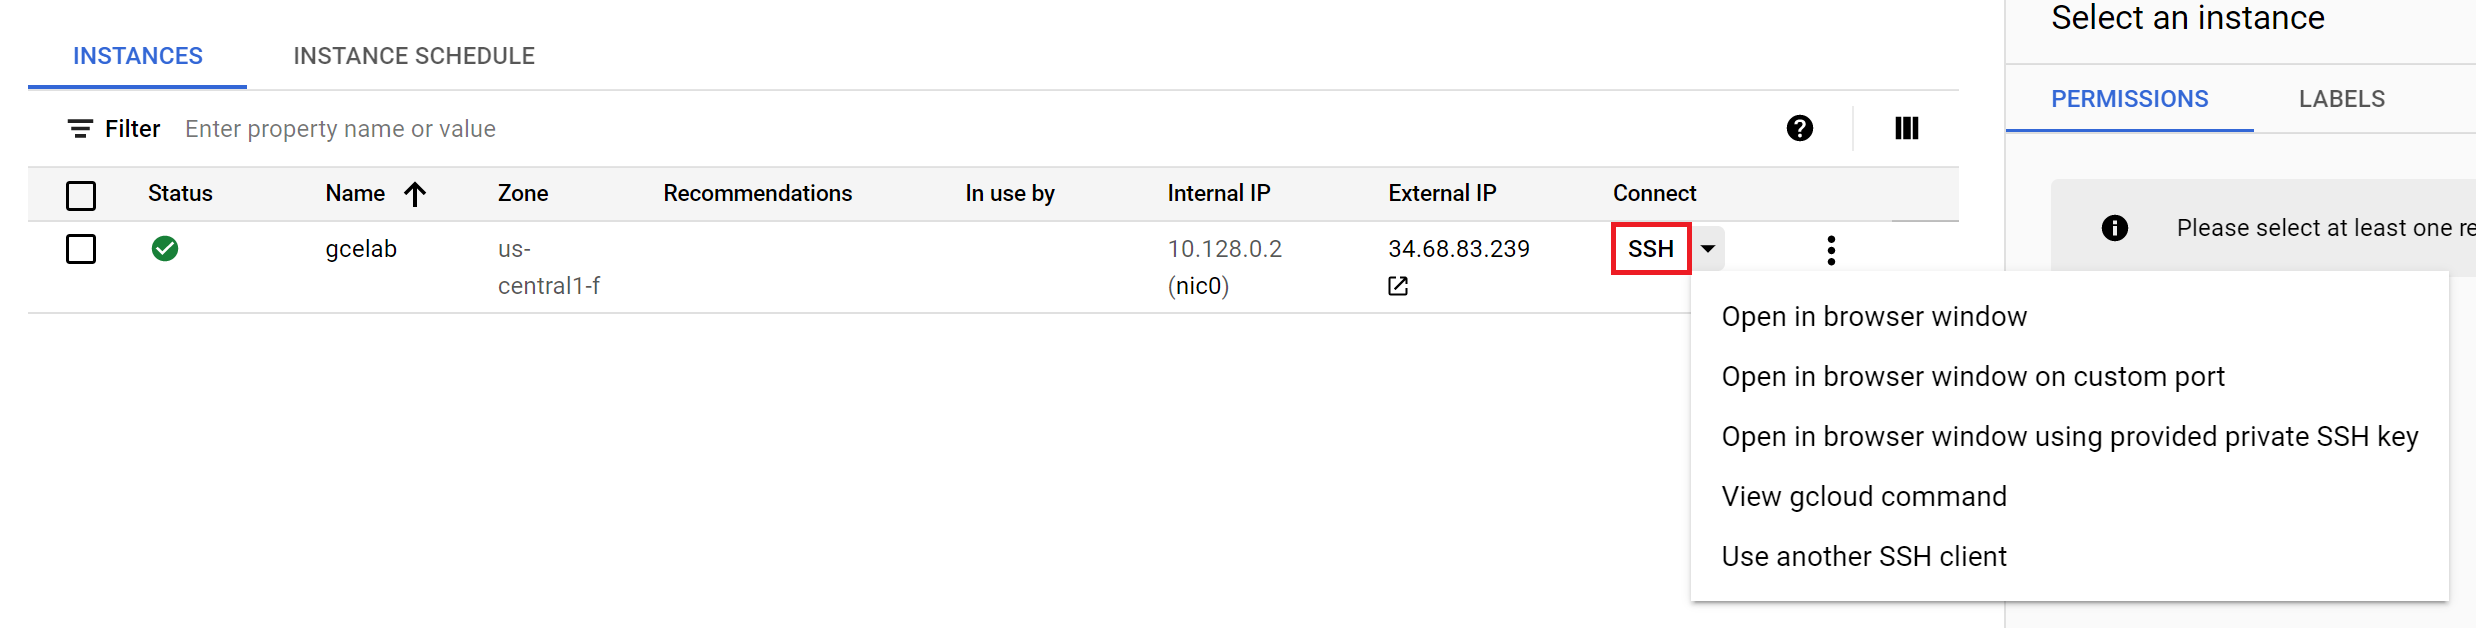 Select an instance
INSTANCES INSTANCE SCHEDULE
PERMISSIONS LABELS
Filter Enter property name or value
Status Name Zone Recommendations In use by Internal IP External IP Connect
gcelab us- 10.128.0.2 34.68.83.239 SSH
central1-f (nic0)
Please select at least one re
Open in browser window
Open in browser window on custom port
Open in browser window using provided private SSH key
View gcloud command
Use another SSH client